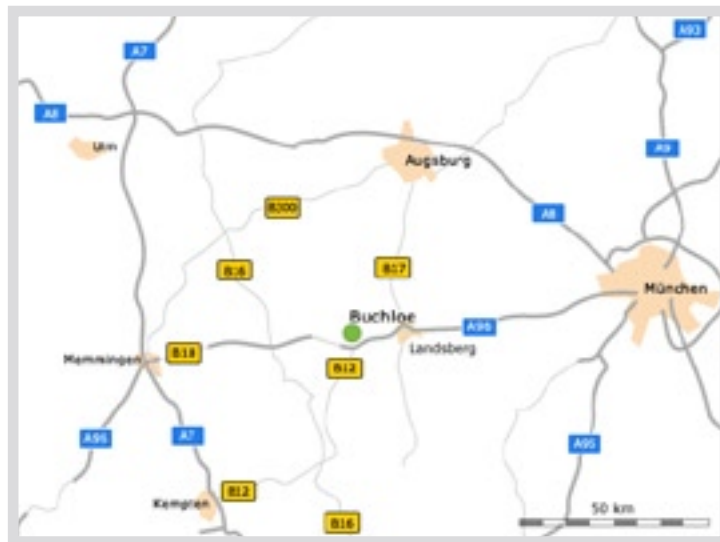 A93
A7
A8
Ulm
Augsburg
A9
B300
A8
B16
B17
München
Buchloe
A96
Landsberg
B18
Memmingen
B12
A96
A7
A95
B12
Kempten
50 km
B16